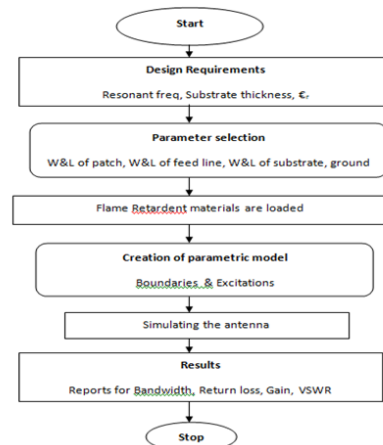 Start
Design Requirements
Resonant freq, Substrate thickness, €r
Parameter selection
W&L of patch, W&L of feed line, W&L of substrate, ground
Flame Retardent materials are loaded
Creation of parametric model
Boundaries & Excitations
Simulating the antenna
Results
Reports for Bandwidth, Return loss, Gain, VSWR
Stop